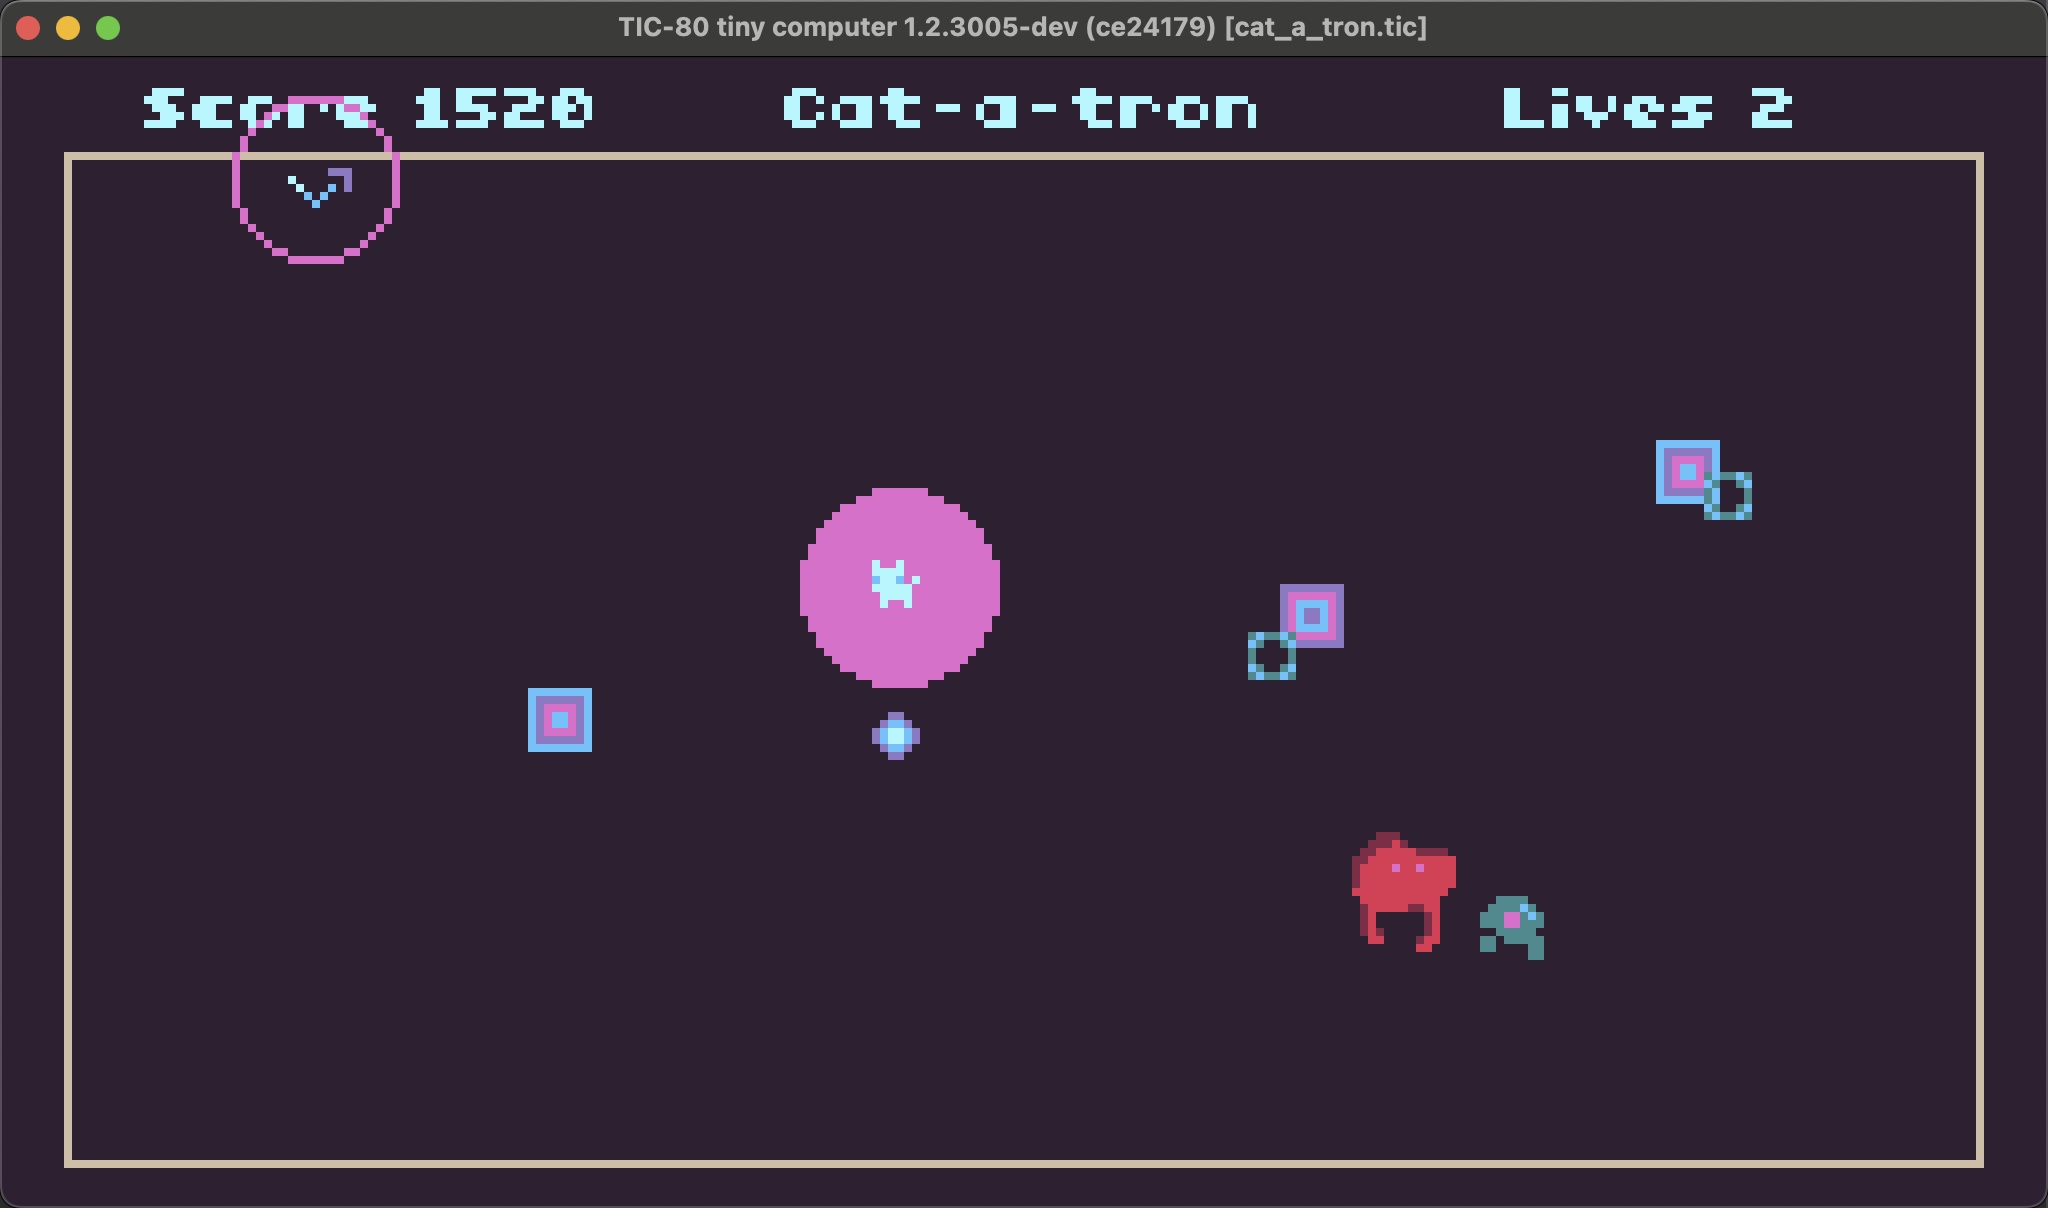 TIC-80 tiny computer 1.2.3005-dev (ce24179) [cat_a_tron.tic]
Score 1520 Cat-a-tron Lives 2